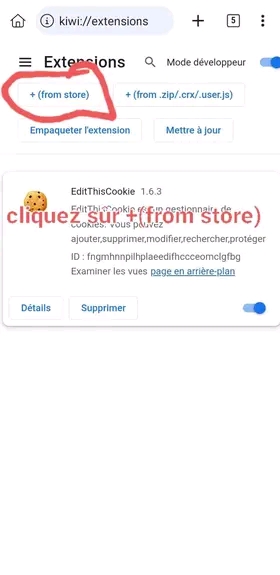 kiwi://extensions
5
Extensions
Mode développeur
+ (from store)
+ (from .zip/.crx/.user.js)
Empaqueter l'extension
Mettre à jour
EditThisCookie 1.6.3
EditThisCookie est un gestionnaire de
cliquez sur +(from store)
cookies. Vous pouvez
ajouter,supprimer,modifier,rechercher,protéger
ID : fngmhnnpilhplaeedifhccceomclgfbg
Examiner les vues page en arrière-plan
Détails
Supprimer